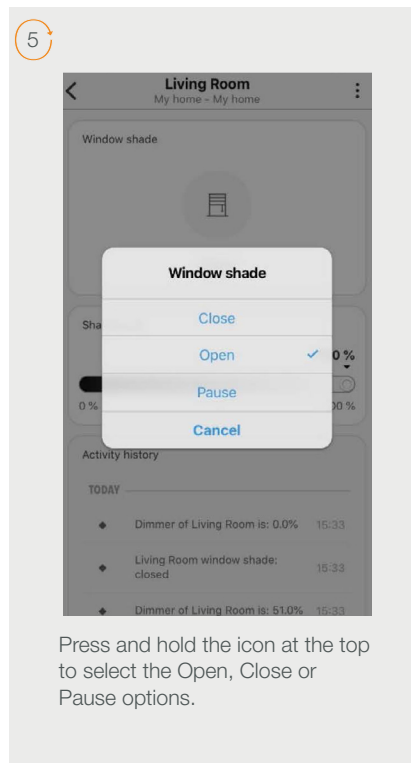 5
Living Room
My home - My home
Window shade
Window shade
Close
Sha
Open
0 %
Pause
0 %
00 %
Cancel
Activity history
TODAY
Dimmer of Living Room is: 0.0% 15:33
Living Room window shade:
closed 15:33
Dimmer of Living Room is: 51.0% 15:33
Press and hold the icon at the top
to select the Open, Close or
Pause options.